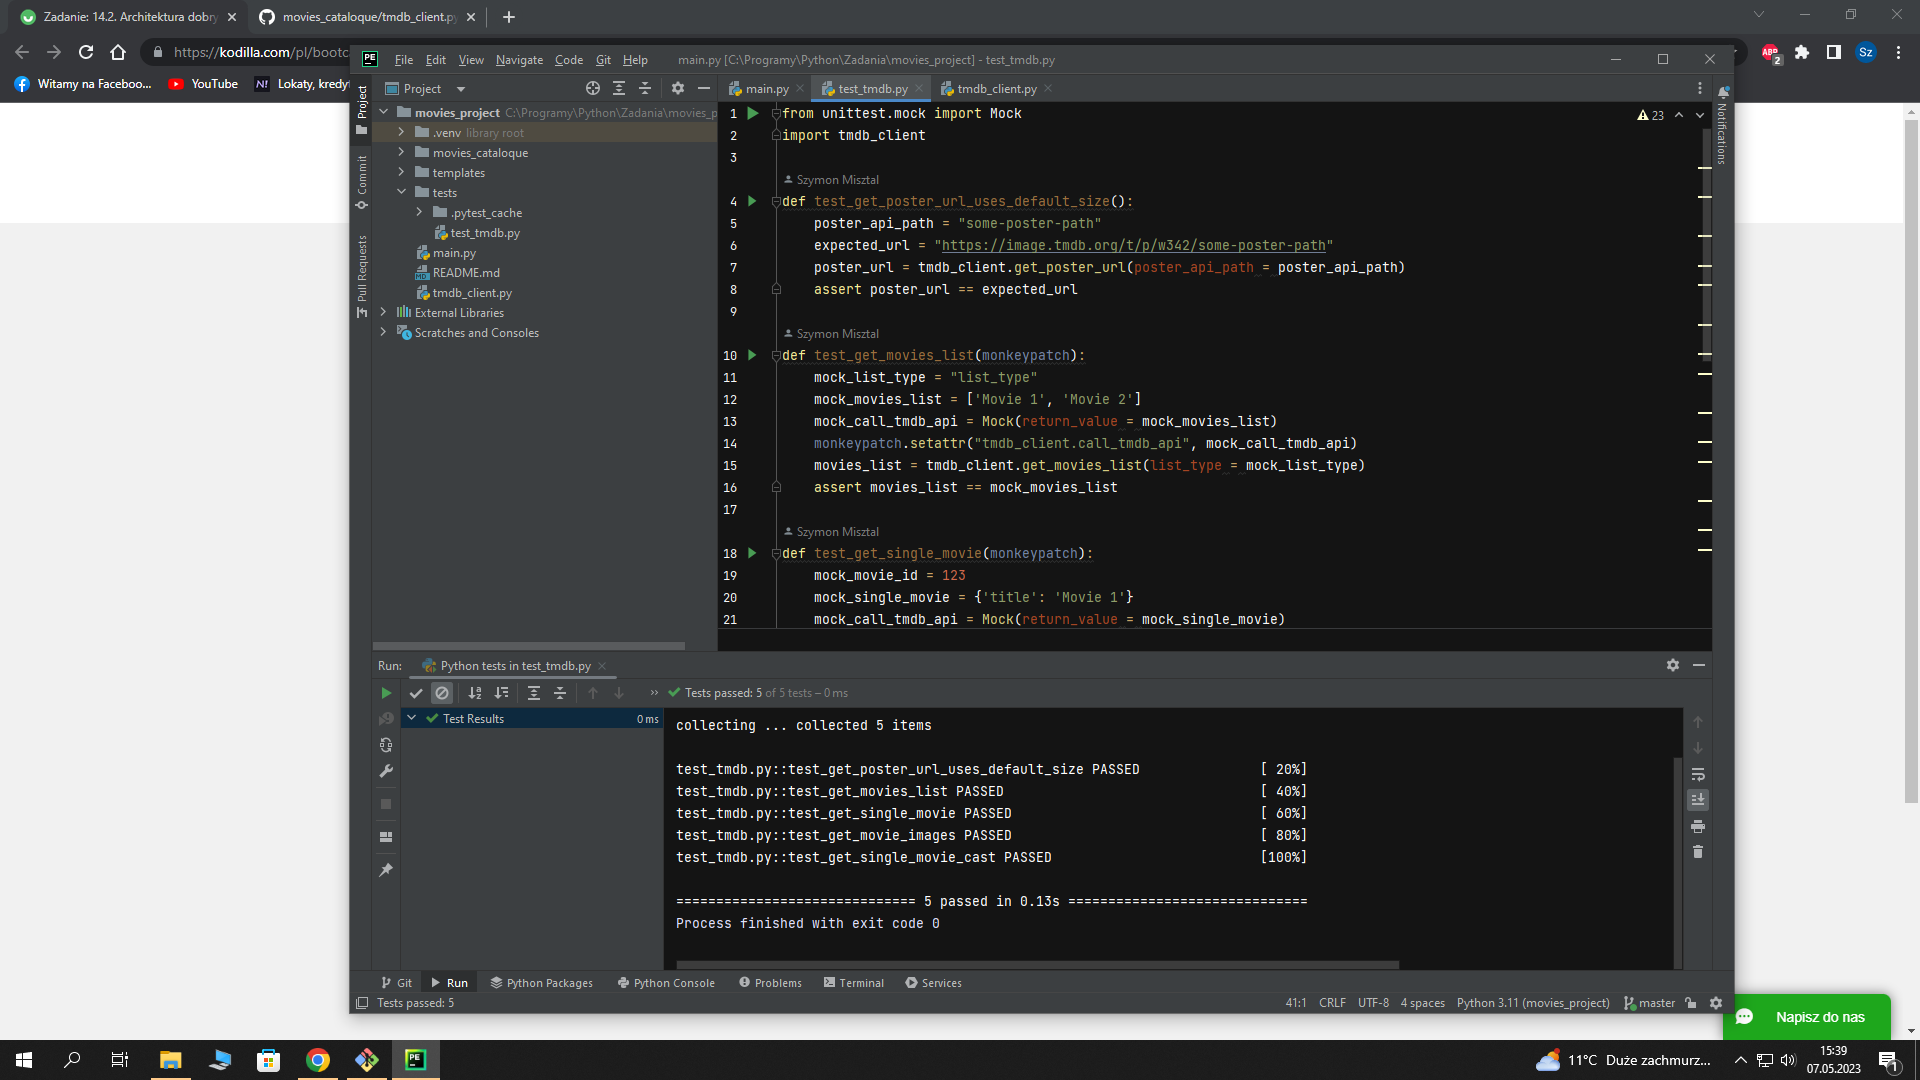 Zadanie: 14.2. Architektura dobry
movies_cataloque/tmdb_client.py
https://kodilla.com/pl/bootc
Sz
2
Witamy na Faceboo...
YouTube
N!
Lokaty, kredy
File Edit View Navigate Code Git Help
main.py [C:\Programy\Python\Zadania\movies_project] - test_tmdb.py
Project
main.py
test_tmdb.py
tmdb_client.py
Project
Commit
Pull Requests
Notifications
movies_project C:\Programy\Python\Zadania\movies_p
.venv library root
movies_cataloque
templates
tests
.pytest_cache
test_tmdb.py
main.py
README.md
tmdb_client.py
External Libraries
Scratches and Consoles
23
1 from unittest.mock import Mock
2 import tmdb_client
3
Szymon Misztal
4 def test_get_poster_url_uses_default_size():
5 poster_api_path = "some-poster-path"
6 expected_url = "https://image.tmdb.org/t/p/w342/some-poster-path"
7 poster_url = tmdb_client.get_poster_url(poster_api_path = poster_api_path)
8 assert poster_url == expected_url
9
Szymon Misztal
10 def test_get_movies_list(monkeypatch):
11 mock_list_type = "list_type"
12 mock_movies_list = ['Movie 1', 'Movie 2']
13 mock_call_tmdb_api = Mock(return_value = mock_movies_list)
14 monkeypatch.setattr("tmdb_client.call_tmdb_api", mock_call_tmdb_api)
15 movies_list = tmdb_client.get_movies_list(list_type = mock_list_type)
16 assert movies_list == mock_movies_list
17
Szymon Misztal
18 def test_get_single_movie(monkeypatch):
19 mock_movie_id = 123
20 mock_single_movie = {'title': 'Movie 1'}
21 mock_call_tmdb_api = Mock(return_value = mock_single_movie)
Run: Python tests in test_tmdb.py
Tests passed: 5 of 5 tests – 0 ms
Test Results 0 ms
collecting ... collected 5 items
test_tmdb.py::test_get_poster_url_uses_default_size PASSED [ 20%]
test_tmdb.py::test_get_movies_list PASSED [ 40%]
test_tmdb.py::test_get_single_movie PASSED [ 60%]
test_tmdb.py::test_get_movie_images PASSED [ 80%]
test_tmdb.py::test_get_single_movie_cast PASSED [100%]
============================== 5 passed in 0.13s ==============================
Process finished with exit code 0
Git Run Python Packages Python Console Problems Terminal Services
Tests passed: 5
41:1 CRLF UTF-8 4 spaces Python 3.11 (movies_project) master
Napisz do nas
11°C Duże zachmurz...
15:39
07.05.2023
1